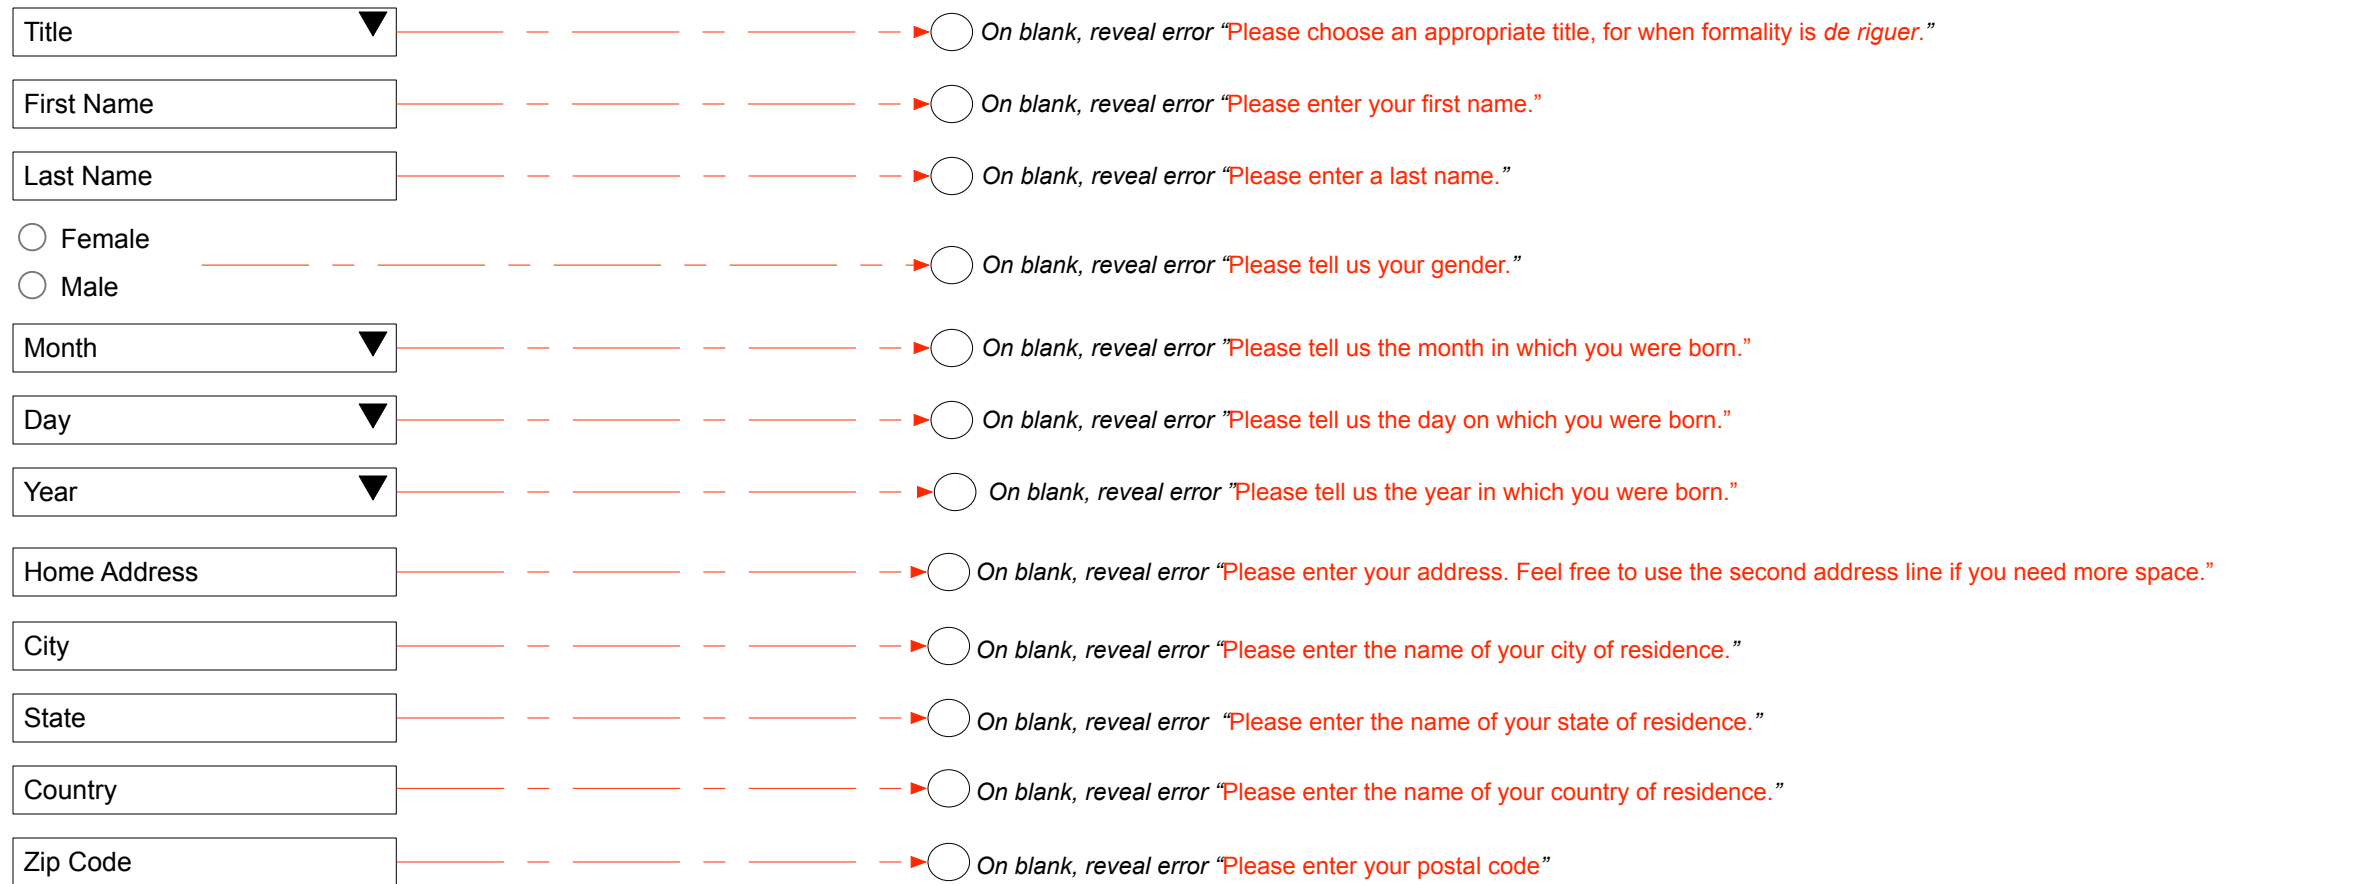 Title On blank, reveal error “Please choose an appropriate title, for when formality is de riguer.”
First Name On blank, reveal error “Please enter your first name.”
Last Name On blank, reveal error “Please enter a last name.”
Female
On blank, reveal error “Please tell us your gender.”
Male
Month On blank, reveal error ”Please tell us the month in which you were born.”
Day On blank, reveal error ”Please tell us the day on which you were born.”
Year On blank, reveal error ”Please tell us the year in which you were born.”
Home Address On blank, reveal error “Please enter your address. Feel free to use the second address line if you need more space.”
City On blank, reveal error “Please enter the name of your city of residence.”
State On blank, reveal error “Please enter the name of your state of residence.”
Country On blank, reveal error “Please enter the name of your country of residence.”
Zip Code On blank, reveal error “Please enter your postal code”